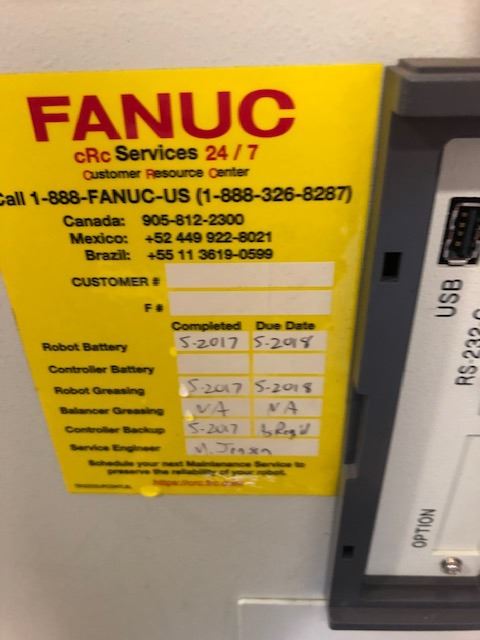 FANUC
cRc Services 24 / 7
Customer Resource Center
Call 1-888-FANUC-US (1-888-326-8287)
Canada: 905-812-2300
Mexico: +52 449 922-8021
Brazil: +55 11 3619-0599
CUSTOMER #
F #
Completed Due Date
Robot Battery 5-2017 5-2018
Controller Battery
Robot Greasing 5-2017 5-2018
Balancer Greasing N/A N/A
Controller Backup 5-2017
Service Engineer M. Jensen
Schedule your next Maintenance Service to
preserve the reliability of your robot.
USB
RS-232-C
OPTION